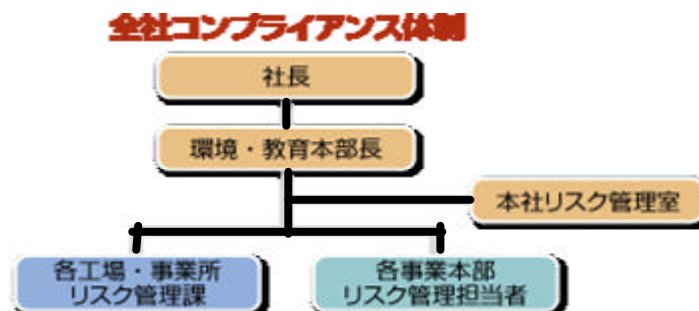 全社コンプライアンス体制
社長
環境・教育本部長
本社リスク管理室
各工場・事業所
リスク管理課
各事業本部
リスク管理担当者